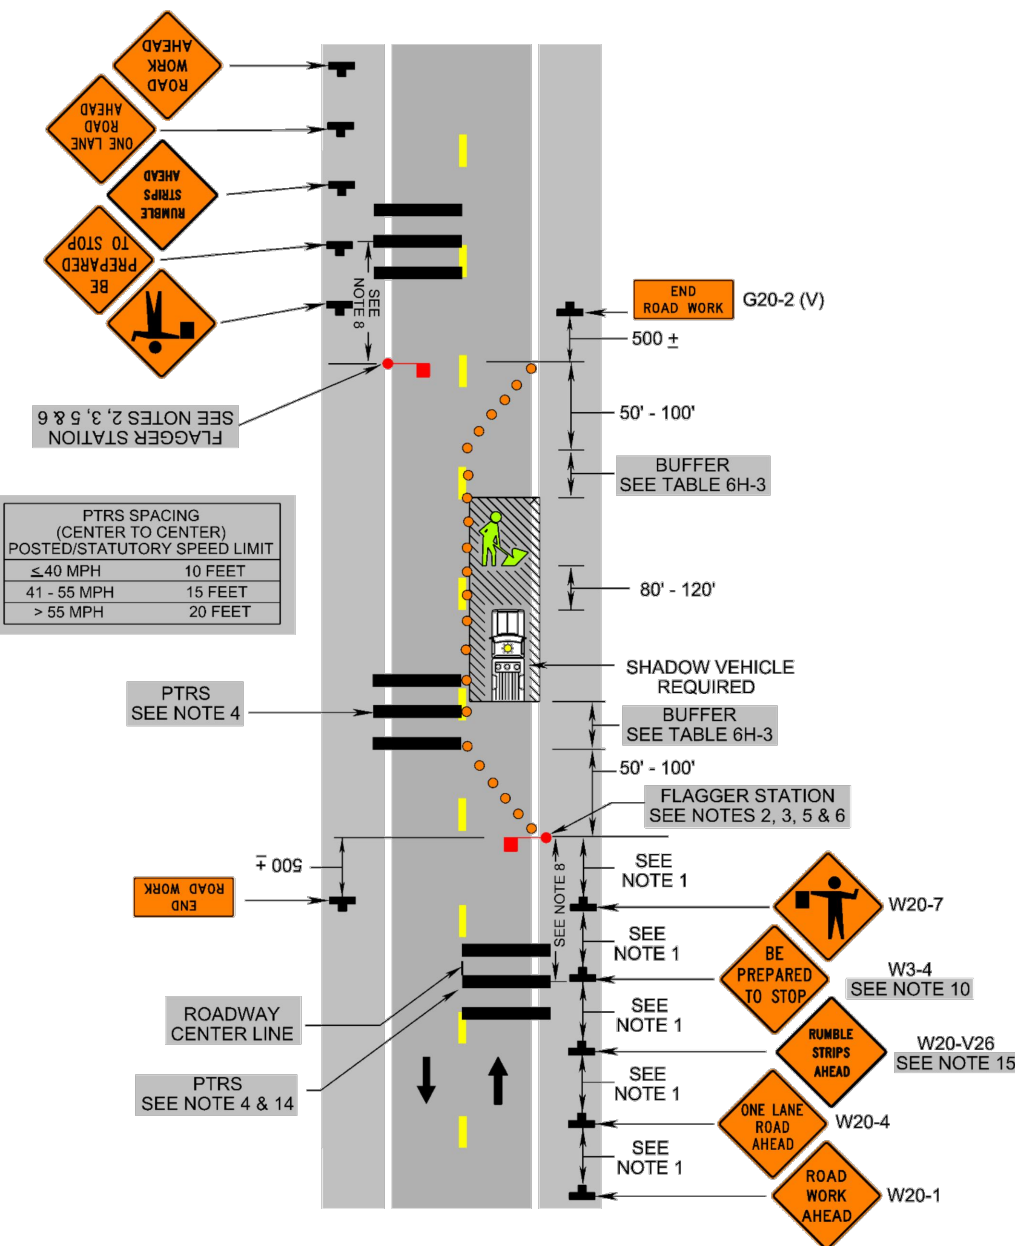 ROAD
WORK
AHEAD
ONE LANE
ROAD
AHEAD
RUMBLE
STRIPS
AHEAD
BE
PREPARED
TO STOP
SEE
NOTE 8
FLAGGER STATION
SEE NOTES 2, 3, 5 & 6
END
ROAD WORK
G20-2 (V)
500 ±
50' - 100'
BUFFER
SEE TABLE 6H-3
PTRS SPACING
(CENTER TO CENTER)
POSTED/STATUTORY SPEED LIMIT
≤40 MPH 10 FEET
41 - 55 MPH 15 FEET
> 55 MPH 20 FEET
80' - 120'
SHADOW VEHICLE
REQUIRED
PTRS
SEE NOTE 4
BUFFER
SEE TABLE 6H-3
50' - 100'
FLAGGER STATION
SEE NOTES 2, 3, 5 & 6
500 ±
END
ROAD WORK
SEE NOTE 8
SEE
NOTE 1
W20-7
SEE
NOTE 1
BE
PREPARED
TO STOP
W3-4
SEE NOTE 10
ROADWAY
CENTER LINE
SEE
NOTE 1
RUMBLE
STRIPS
AHEAD
W20-V26
SEE NOTE 15
PTRS
SEE NOTE 4 & 14
SEE
NOTE 1
ONE LANE
ROAD
AHEAD
W20-4
SEE
NOTE 1
ROAD
WORK
AHEAD
W20-1